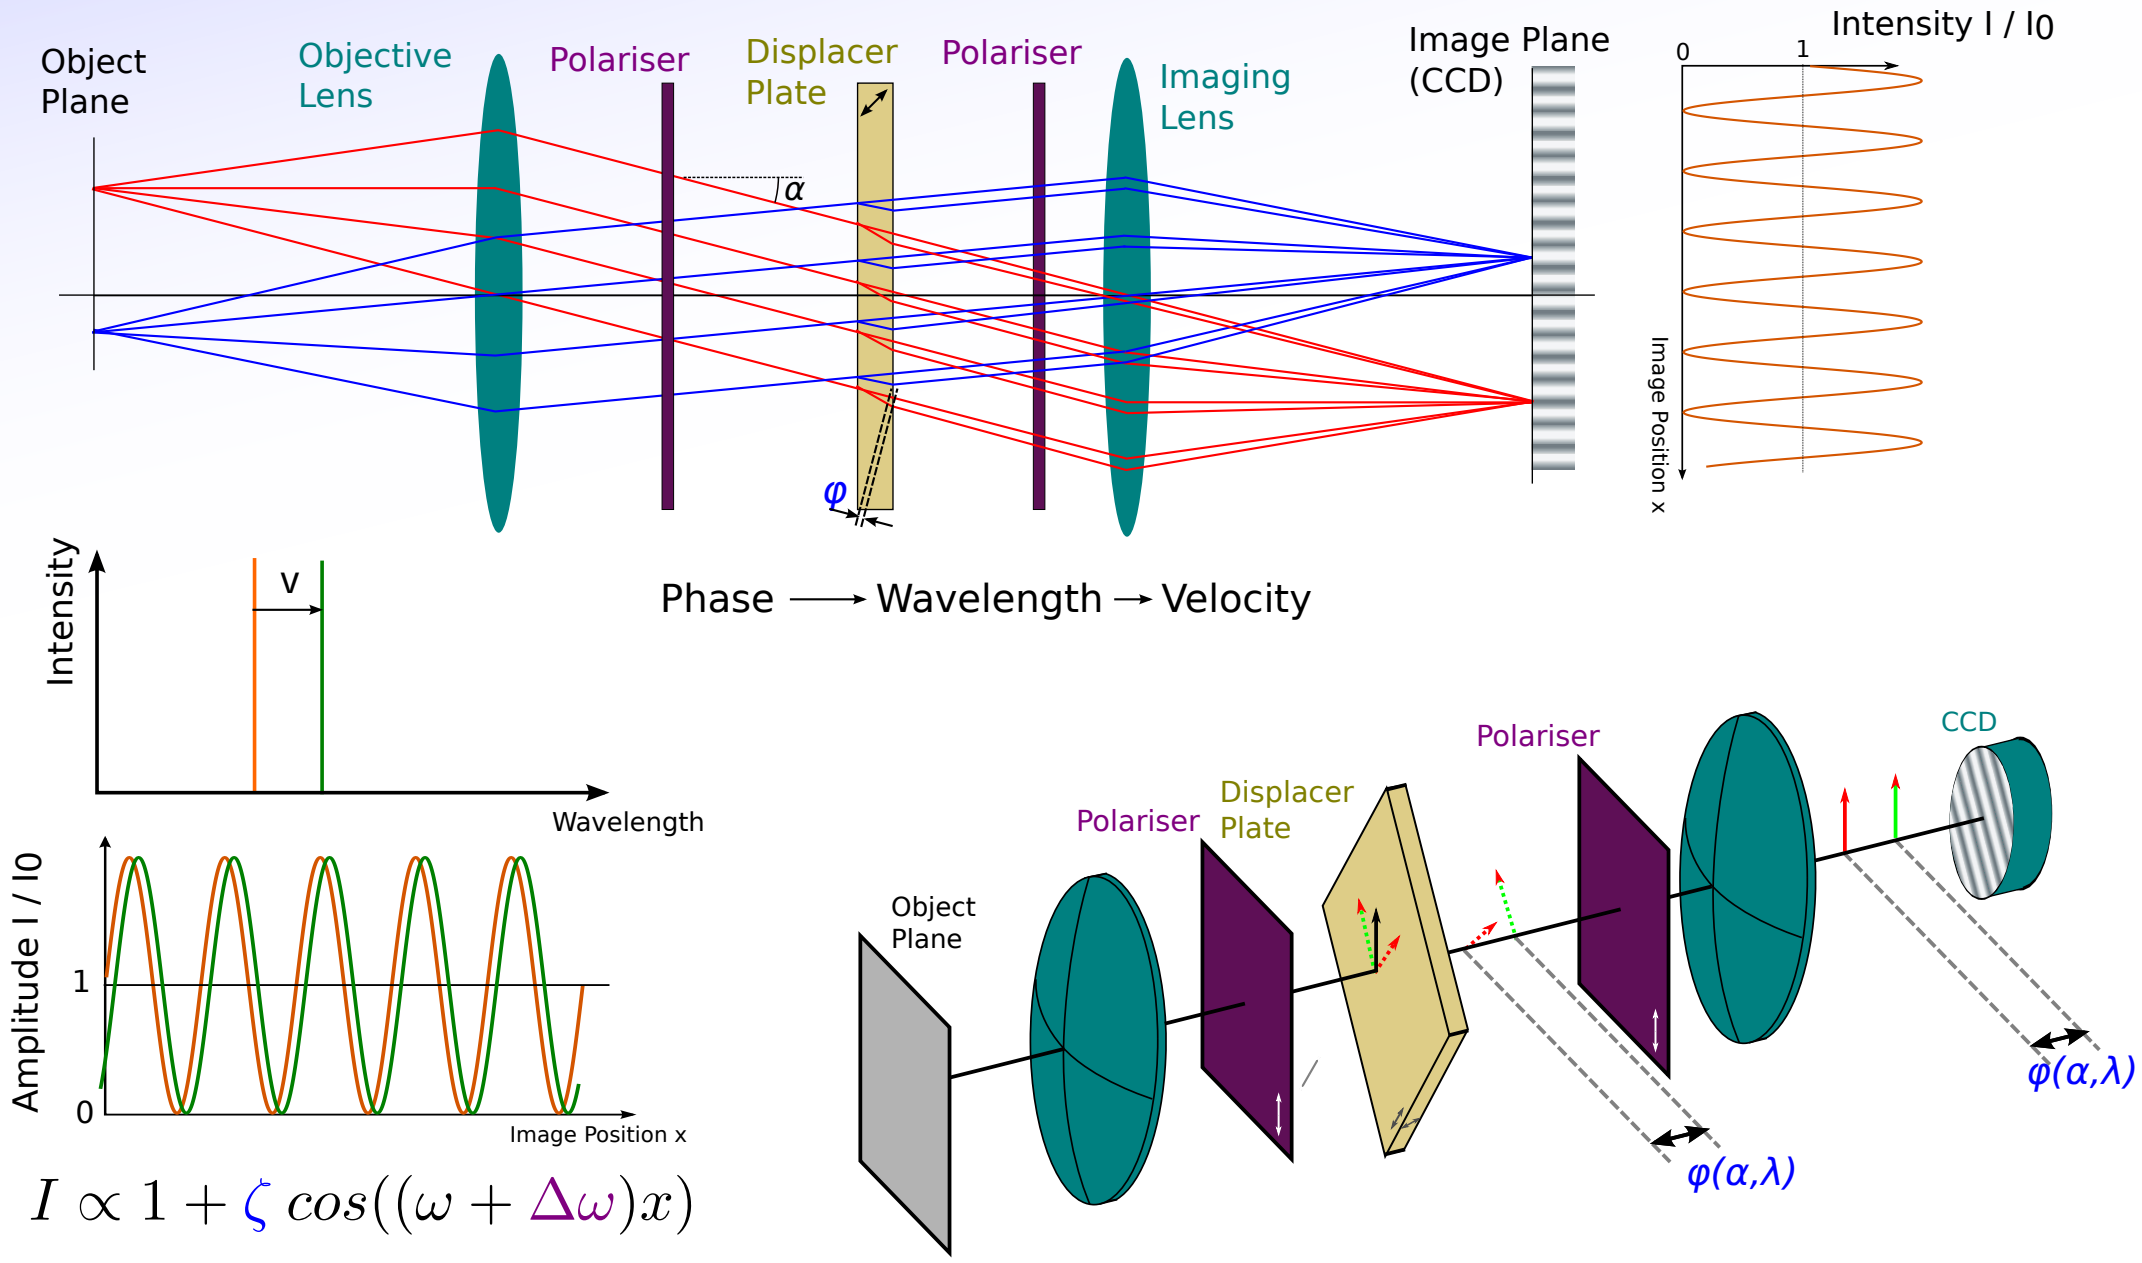 Object
Plane
Objective
Lens
Polariser
Displacer
Plate
Polariser
Imaging
Lens
Image Plane
(CCD)
Intensity I / I0
0
1
α
φ
Image Position x
Intensity
v
Wavelength
Phase → Wavelength → Velocity
Amplitude I / I0
1
0
Image Position x
I ∝ 1 + ζ cos((ω + Δω)x)
Object
Plane
Polariser
Displacer
Plate
Polariser
CCD
φ(α,λ)
φ(α,λ)